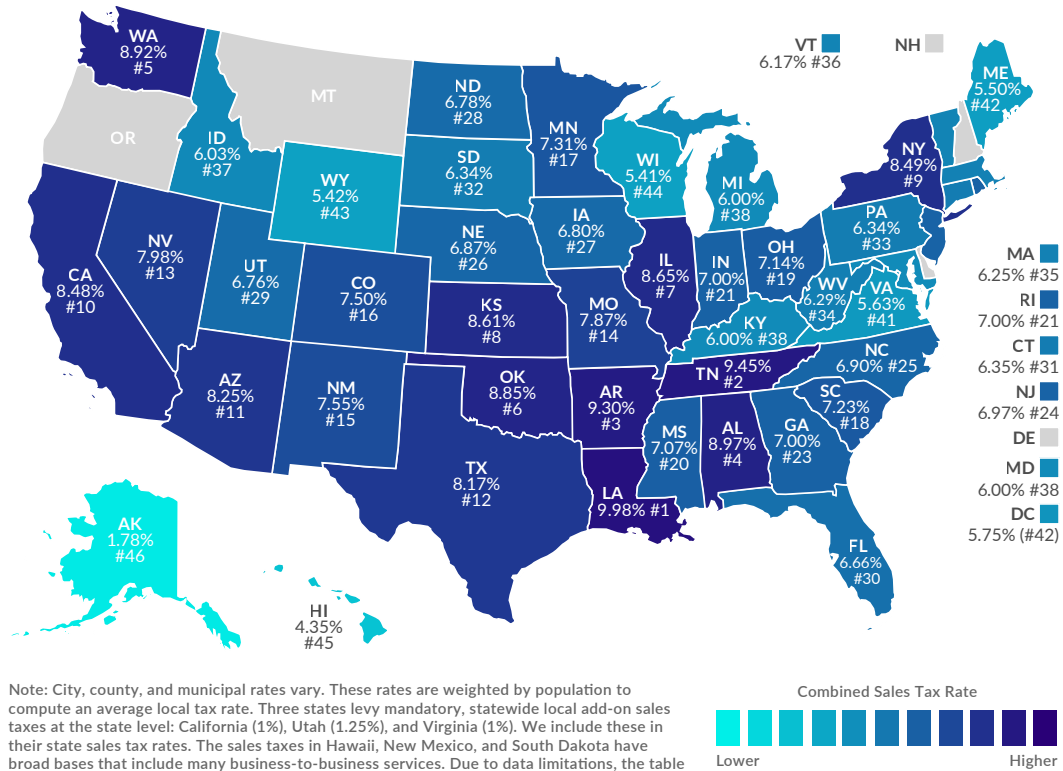 WA
8.92%
#5
VT
6.17% #36
NH
ME
5.50%
#42
MT
ND
6.78%
#28
OR
ID
6.03%
#37
MN
7.31%
#17
NY
8.49%
#9
WI
5.41%
#44
SD
6.34%
#32
WY
5.42%
#43
MI
6.00%
#38
PA
6.34%
#33
IA
6.80%
#27
NE
6.87%
#26
NV
7.98%
#13
OH
7.14%
#19
MA
6.25% #35
IL
8.65%
#7
IN
7.00%
#21
UT
6.76%
#29
CA
8.48%
#10
CO
7.50%
#16
WV
6.29%
#34
VA
5.63%
#41
RI
7.00% #21
KS
8.61%
#8
MO
7.87%
#14
KY
6.00% #38
CT
6.35% #31
NC
6.90% #25
TN 9.45%
#2
AZ
8.25%
#11
NM
7.55%
#15
OK
8.85%
#6
AR
9.30%
#3
SC
7.23%
#18
NJ
6.97% #24
MS
7.07%
#20
AL
8.97%
#4
GA
7.00%
#23
DE
TX
8.17%
#12
MD
6.00% #38
LA
9.98% #1
DC
5.75% (#42)
AK
1.78%
#46
FL
6.66%
#30
HI
4.35%
#45
Note: City, county, and municipal rates vary. These rates are weighted by population to
compute an average local tax rate. Three states levy mandatory, statewide local add-on sales
taxes at the state level: California (1%), Utah (1.25%), and Virginia (1%). We include these in
their state sales tax rates. The sales taxes in Hawaii, New Mexico, and South Dakota have
broad bases that include many business-to-business services. Due to data limitations, the table
Combined Sales Tax Rate
Lower
Higher